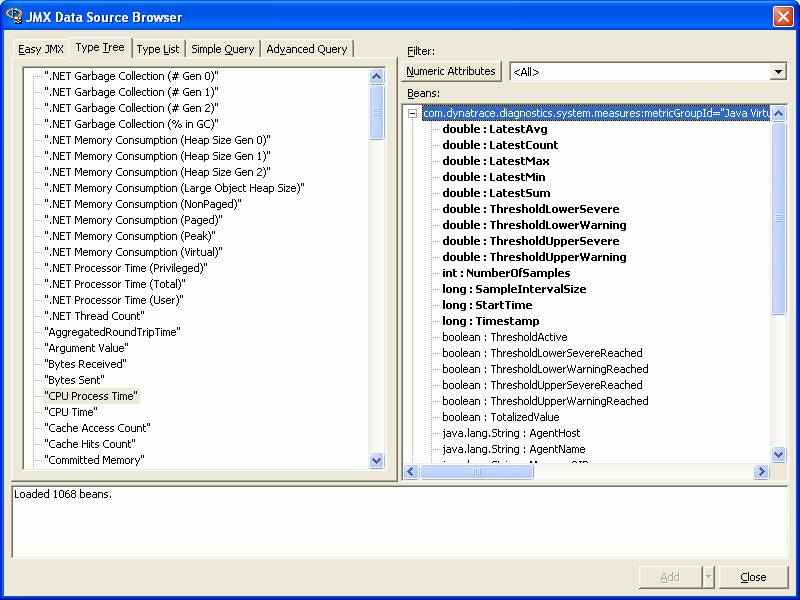 JMX Data Source Browser
Easy JMX
Type Tree
Type List
Simple Query
Advanced Query
".NET Garbage Collection (# Gen 0)"
".NET Garbage Collection (# Gen 1)"
".NET Garbage Collection (# Gen 2)"
".NET Garbage Collection (% in GC)"
".NET Memory Consumption (Heap Size Gen 0)"
".NET Memory Consumption (Heap Size Gen 1)"
".NET Memory Consumption (Heap Size Gen 2)"
".NET Memory Consumption (Large Object Heap Size)"
".NET Memory Consumption (NonPaged)"
".NET Memory Consumption (Paged)"
".NET Memory Consumption (Peak)"
".NET Memory Consumption (Virtual)"
".NET Processor Time (Privileged)"
".NET Processor Time (Total)"
".NET Processor Time (User)"
".NET Thread Count"
"AggregatedRoundTripTime"
"Argument Value"
"Bytes Received"
"Bytes Sent"
"CPU Process Time"
"CPU Time"
"Cache Access Count"
"Cache Hits Count"
"Committed Memory"
Filter:
Numeric Attributes
<All>
Beans:
com.dynatrace.diagnostics.system.measures:metricGroupId="Java Virtu
double : LatestAvg
double : LatestCount
double : LatestMax
double : LatestMin
double : LatestSum
double : ThresholdLowerSevere
double : ThresholdLowerWarning
double : ThresholdUpperSevere
double : ThresholdUpperWarning
int : NumberOfSamples
long : SampleIntervalSize
long : StartTime
long : Timestamp
boolean : ThresholdActive
boolean : ThresholdLowerSevereReached
boolean : ThresholdLowerWarningReached
boolean : ThresholdUpperSevereReached
boolean : ThresholdUpperWarningReached
boolean : TotalizedValue
java.lang.String : AgentHost
java.lang.String : AgentName
java.lang.String :
Loaded 1068 beans.
Add
Close